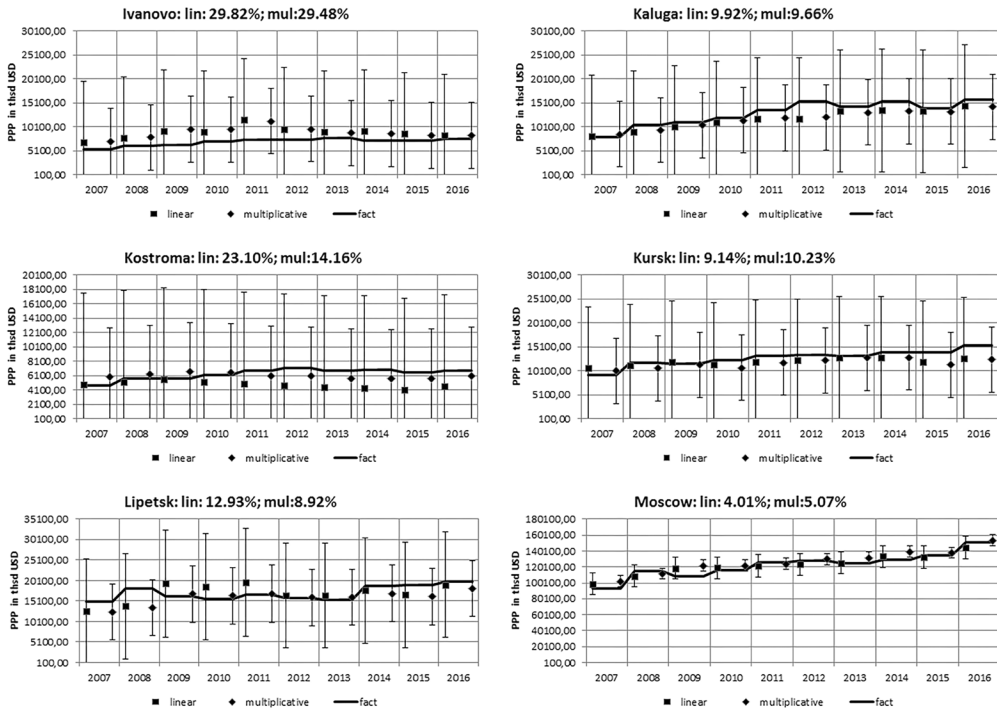 Ivanovo: lin: 29.82%; mul:29.48%
PPP in thsd USD
30100,00
25100,00
20100,00
15100,00
10100,00
5100,00
100,00
2007 2008 2009 2010 2011 2012 2013 2014 2015 2016
linear multiplicative fact
Kaluga: lin: 9.92%; mul:9.66%
PPP in thsd USD
30100,00
25100,00
20100,00
15100,00
10100,00
5100,00
100,00
2007 2008 2009 2010 2011 2012 2013 2014 2015 2016
linear multiplicative fact
Kostroma: lin: 23.10%; mul:14.16%
PPP in thsd USD
20100,00
18100,00
16100,00
14100,00
12100,00
10100,00
8100,00
6100,00
4100,00
2100,00
100,00
2007 2008 2009 2010 2011 2012 2013 2014 2015 2016
linear multiplicative fact
Kursk: lin: 9.14%; mul:10.23%
PPP in thsd USD
30100,00
25100,00
20100,00
15100,00
10100,00
5100,00
100,00
2007 2008 2009 2010 2011 2012 2013 2014 2015 2016
linear multiplicative fact
Lipetsk: lin: 12.93%; mul:8.92%
PPP in thsd USD
35100,00
30100,00
25100,00
20100,00
15100,00
10100,00
5100,00
100,00
2007 2008 2009 2010 2011 2012 2013 2014 2015 2016
linear multiplicative fact
Moscow: lin: 4.01%; mul:5.07%
PPP in thsd USD
180100,00
160100,00
140100,00
120100,00
100100,00
80100,00
60100,00
40100,00
20100,00
100,00
2007 2008 2009 2010 2011 2012 2013 2014 2015 2016
linear multiplicative fact